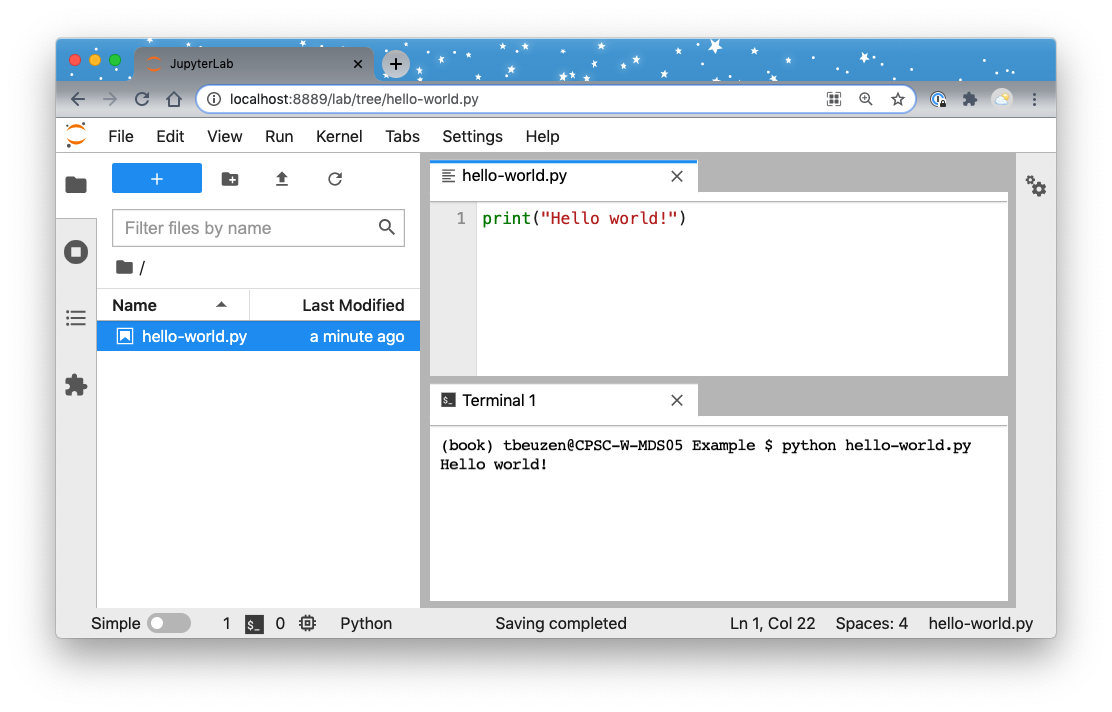 JupyterLab
localhost:8889/lab/tree/hello-world.py
File Edit View Run Kernel Tabs Settings Help
Filter files by name
/
Name Last Modified
hello-world.py a minute ago
hello-world.py
1 print("Hello world!")
$_ Terminal 1
(book) tbeuzen@CPSC-W-MDS05 Example $ python hello-world.py
Hello world!
Simple 1 $_ 0 Python Saving completed Ln 1, Col 22 Spaces: 4 hello-world.py